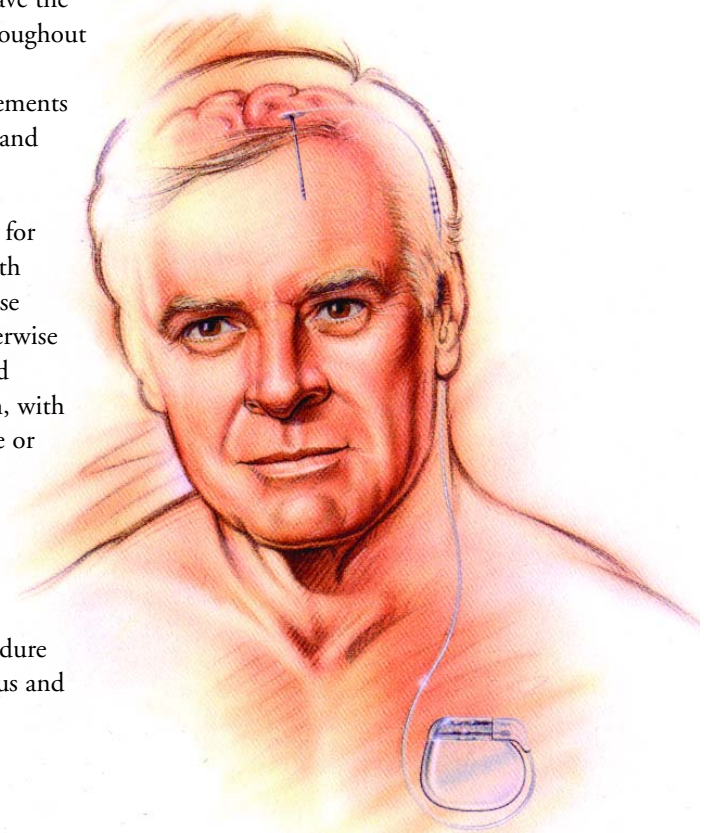 ave the
oughout
ements
and
for
th
se
erwise
d
, with
e or
dure
us and